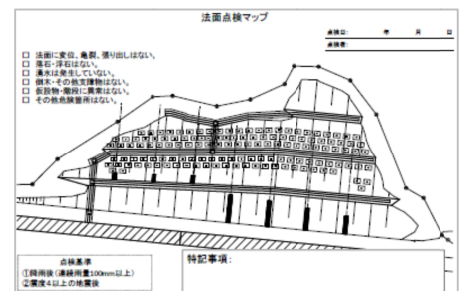 法面点検マップ
点検日: 年 月 日
点検者:
□ 法面に変位、亀裂、張り出しはない。
□ 落石・浮石はない。
□ 湧水は発生していない。
□ 倒木・その他支障物はない。
□ 仮設物・階段に異常はない。
□ その他危険箇所はない。
点検基準
①降雨後(連続雨量100mm以上)
②震度4以上の地震後
特記事項: